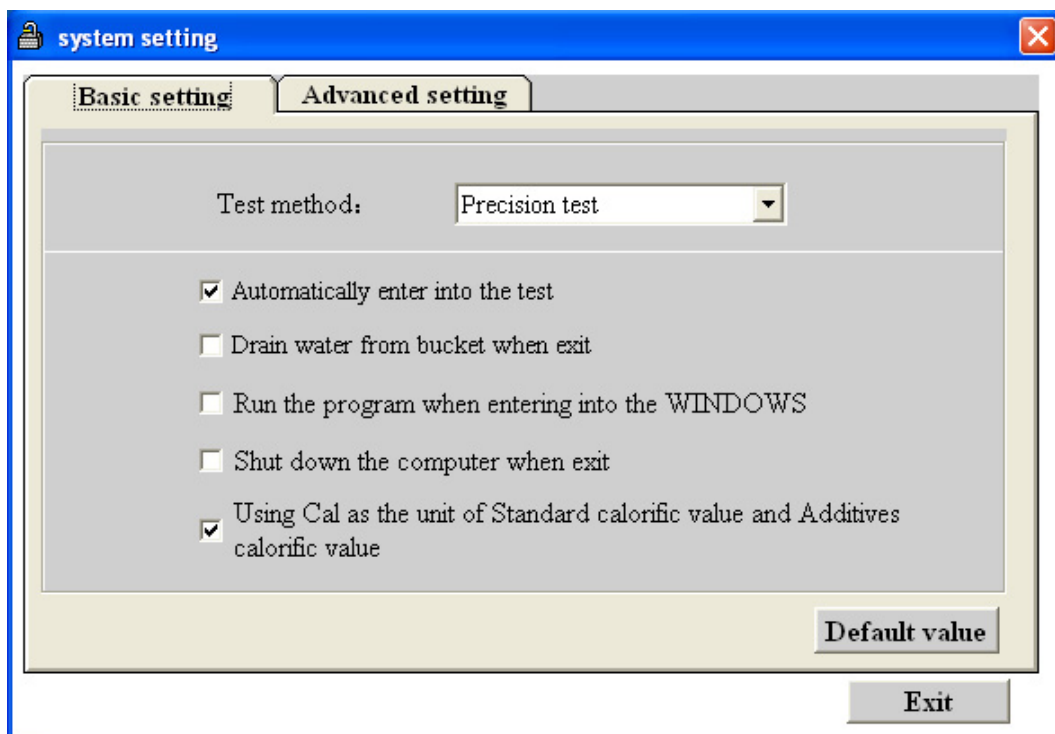 system setting
Basic setting
Advanced setting
Test method:
Precision test
Automatically enter into the test
Drain water from bucket when exit
Run the program when entering into the WINDOWS
Shut down the computer when exit
Using Cal as the unit of Standard calorific value and Additives
calorific value
Default value
Exit